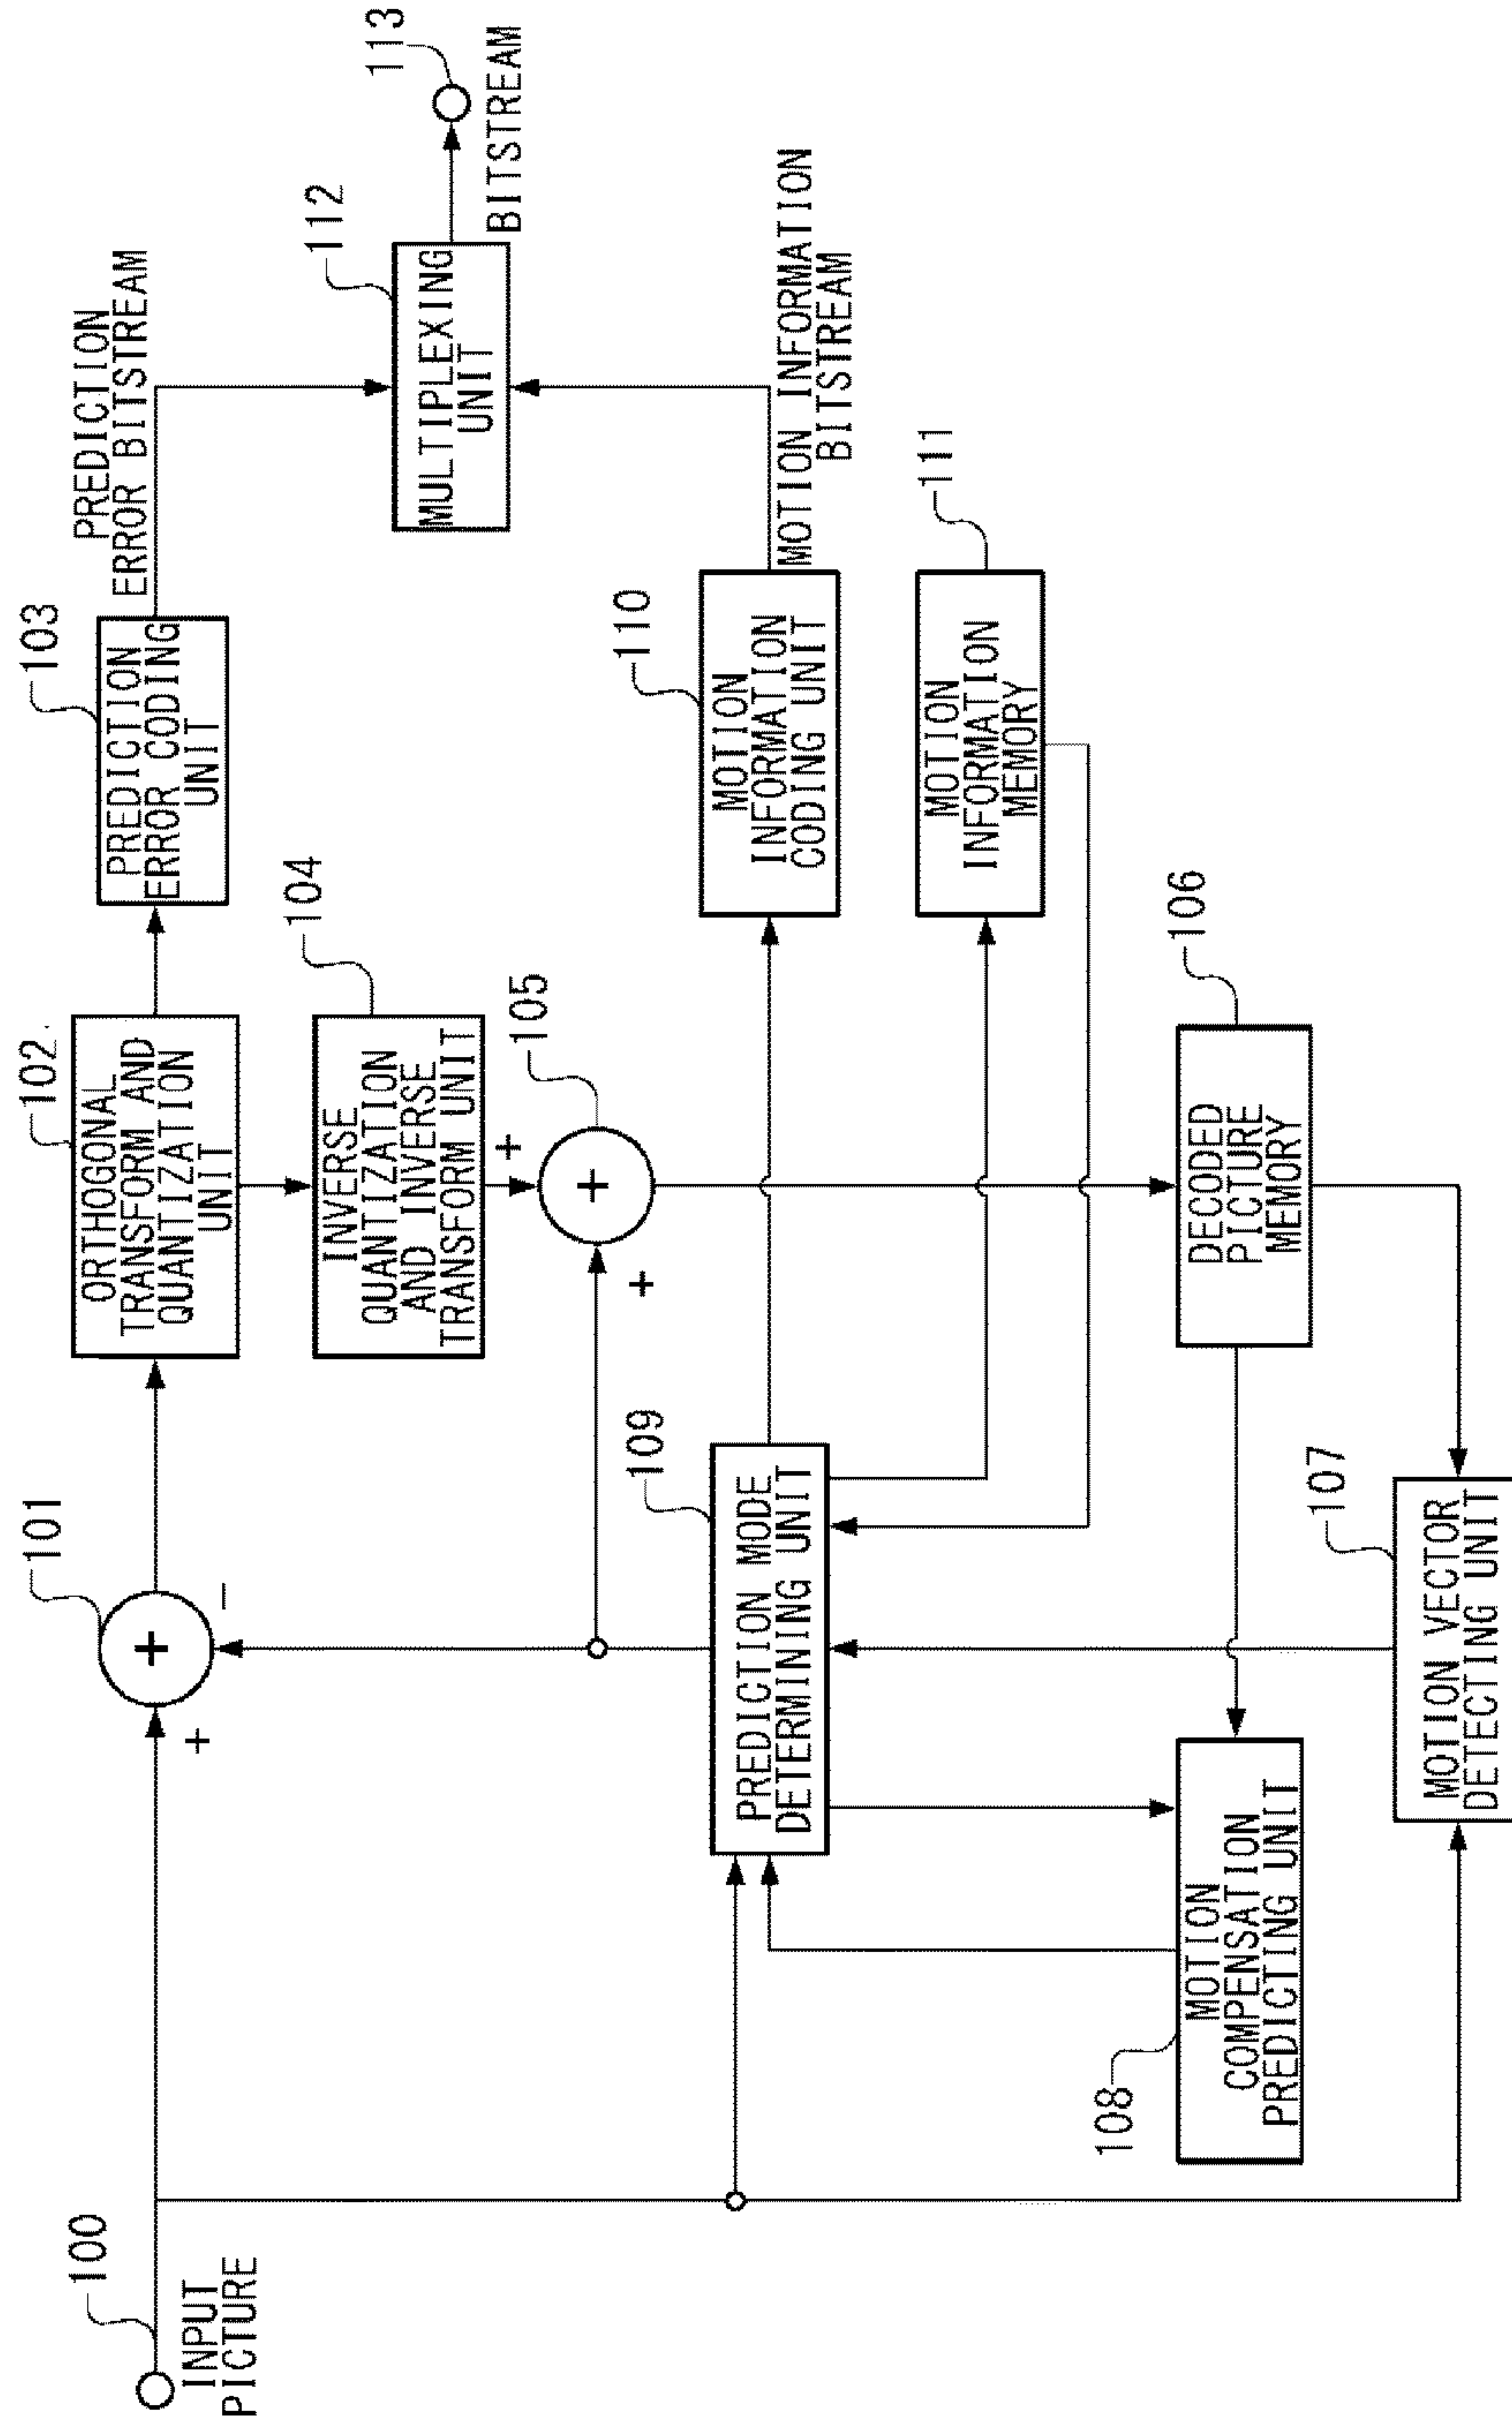 100
INPUT
PICTURE
101
+
+
−
102
ORTHOGONAL
TRANSFORM AND
QUANTIZATION
UNIT
103
PREDICTION
ERROR CODING
UNIT
PREDICTION
ERROR BITSTREAM
104
INVERSE
QUANTIZATION
AND INVERSE
TRANSFORM UNIT
+
105
+
+
112
MULTIPLEXING
UNIT
113
BITSTREAM
109
PREDICTION MODE
DETERMINING UNIT
110
MOTION
INFORMATION
CODING UNIT
MOTION INFORMATION
BITSTREAM
111
MOTION
INFORMATION
MEMORY
108
MOTION
COMPENSATION
PREDICTING UNIT
106
DECODED
PICTURE
MEMORY
107
MOTION VECTOR
DETECTING UNIT